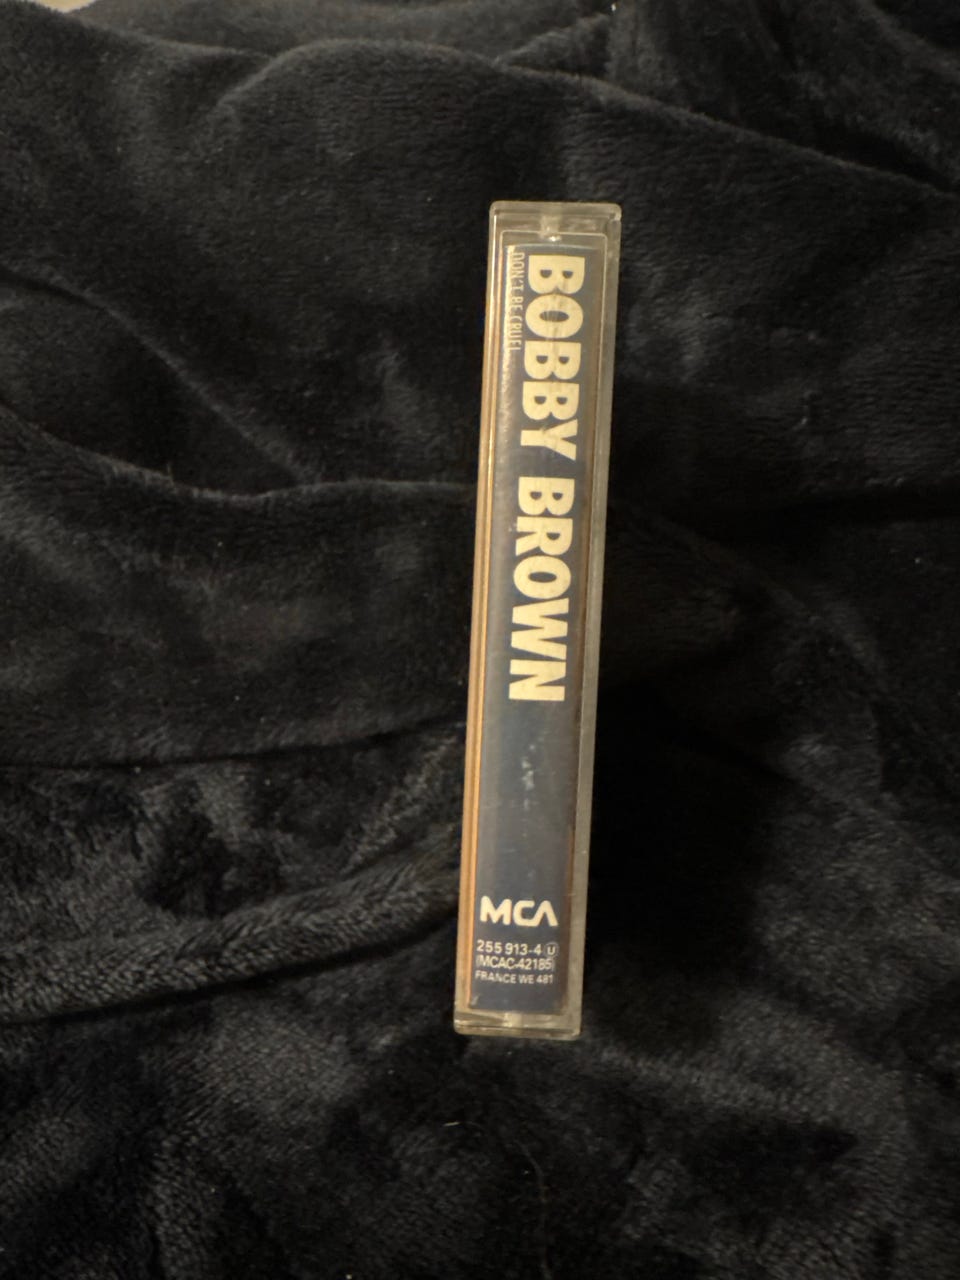 BOBBY BROWN
DON'T BE CRUEL
MCA
255 913-4 Ⓤ
(MCAC-42185)
FRANCE WE 481